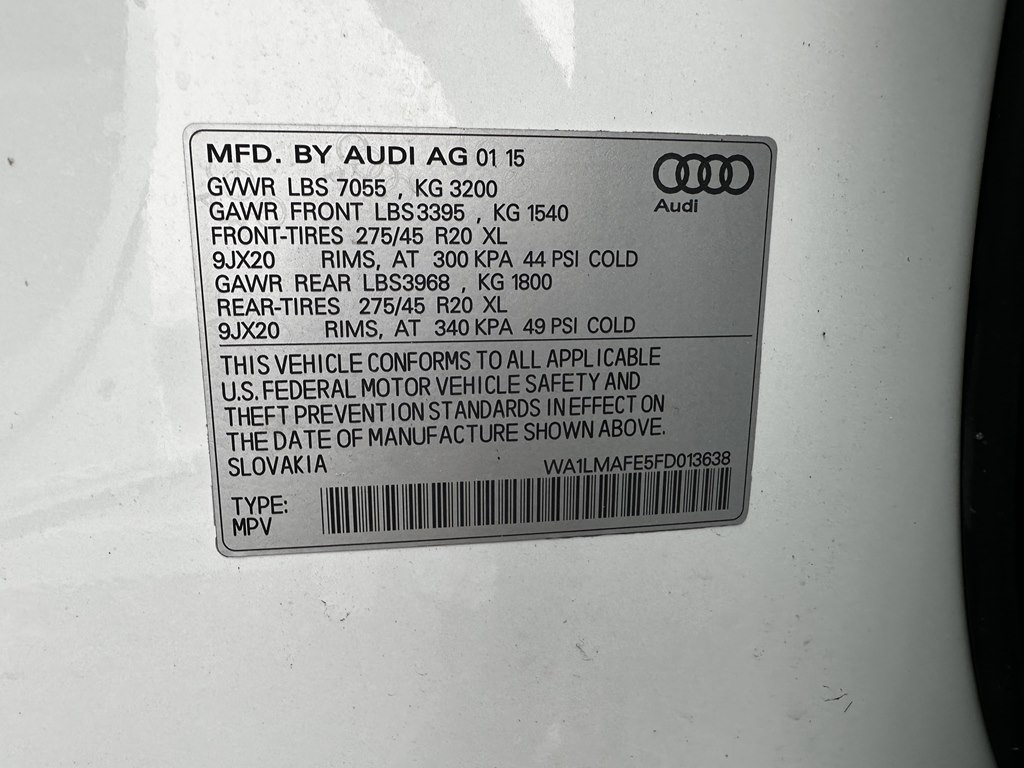 MFD. BY AUDI AG 01 15
Audi
GVWR LBS 7055 , KG 3200
GAWR FRONT LBS3395 , KG 1540
FRONT-TIRES 275/45 R20 XL
9JX20 RIMS, AT 300 KPA 44 PSI COLD
GAWR REAR LBS3968 , KG 1800
REAR-TIRES 275/45 R20 XL
9JX20 RIMS, AT 340 KPA 49 PSI COLD
THIS VEHICLE CONFORMS TO ALL APPLICABLE
U.S. FEDERAL MOTOR VEHICLE SAFETY AND
THEFT PREVENTION STANDARDS IN EFFECT ON
THE DATE OF MANUFACTURE SHOWN ABOVE.
SLOVAKIA WA1LMAFE5FD013638
TYPE:
MPV